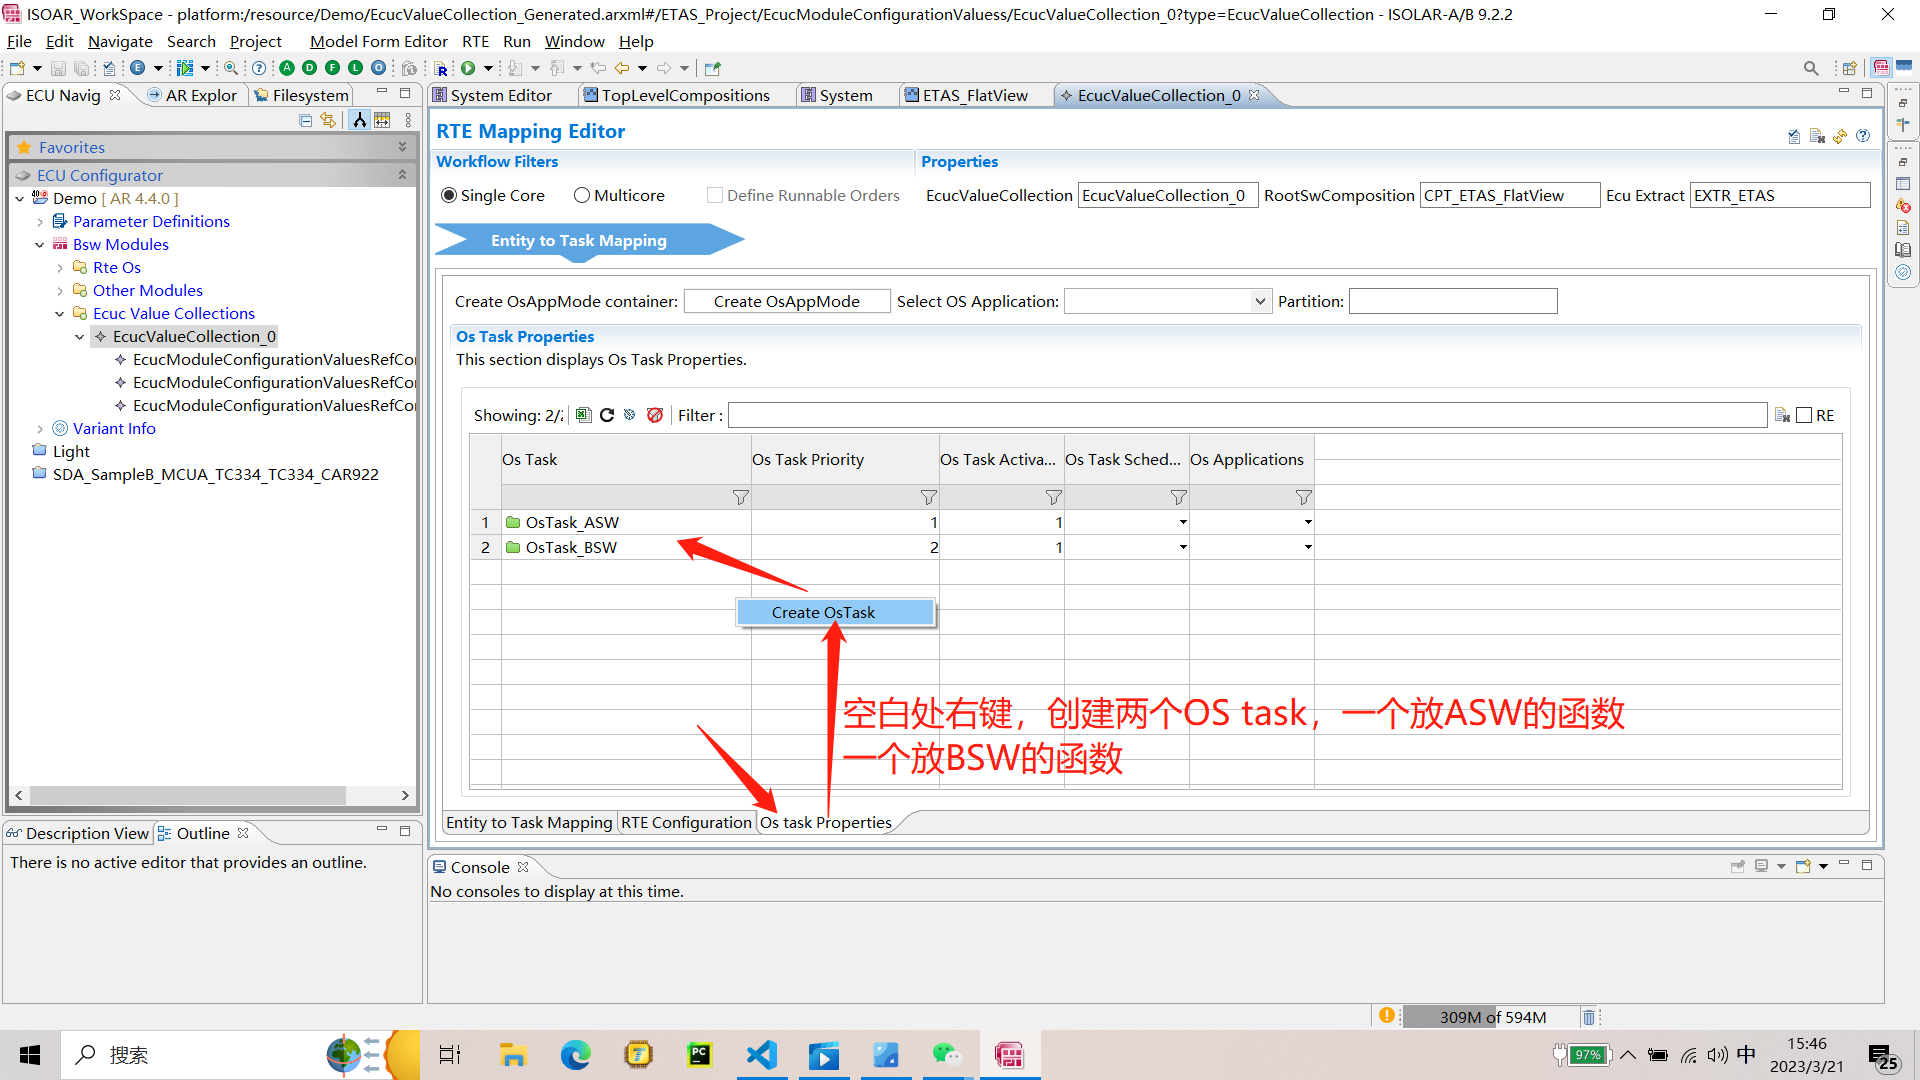 ISOAR_WorkSpace - platform:/resource/Demo/EcucValueCollection_Generated.arxml#/ETAS_Project/EcucModuleConfigurationValuess/EcucValueCollection_0?type=EcucValueCollection - ISOLAR-A/B 9.2.2
File Edit Navigate Search Project Model Form Editor RTE Run Window Help
ECU Navig AR Explor Filesystem
System Editor TopLevelCompositions System ETAS_FlatView EcucValueCollection_0
RTE Mapping Editor
Favorites
Workflow Filters Properties
ECU Configurator
Single Core Multicore Define Runnable Orders EcucValueCollection EcucValueCollection_0 RootSwComposition CPT_ETAS_FlatView Ecu Extract EXTR_ETAS
Demo [ AR 4.4.0 ]
Parameter Definitions
Bsw Modules
Rte Os
Other Modules
Ecuc Value Collections
EcucValueCollection_0
EcucModuleConfigurationValuesRefCo
EcucModuleConfigurationValuesRefCo
EcucModuleConfigurationValuesRefCo
Variant Info
Light
SDA_SampleB_MCUA_TC334_TC334_CAR922
Entity to Task Mapping
Create OsAppMode container: Create OsAppMode Select OS Application: Partition:
Os Task Properties
This section displays Os Task Properties.
Showing: 2/ Filter : RE
Os Task Os Task Priority Os Task Activa... Os Task Sched... Os Applications
1 OsTask_ASW 1 1
2 OsTask_BSW 2 1
Create OsTask
空白处右键，创建两个OS task，一个放ASW的函数
一个放BSW的函数
Entity to Task Mapping RTE Configuration Os task Properties
Description View Outline
There is no active editor that provides an outline.
Console
No consoles to display at this time.
309M of 594M
搜索
97% 中 15:46
2023/3/21
25